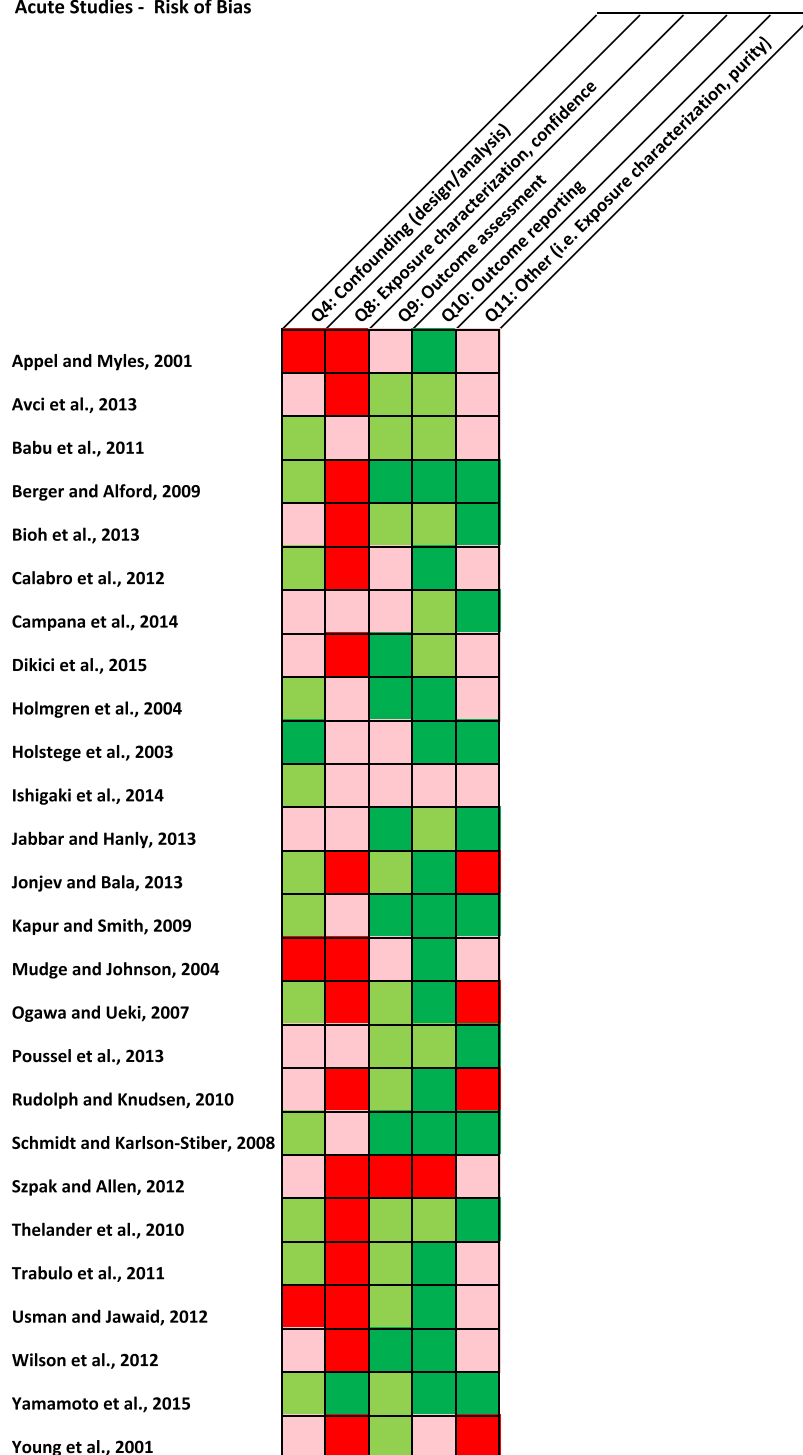 Acute Studies -  Risk of Bias
Q4: Confounding (design/analysis)
Q8: Exposure characterization, confidence
Q9: Outcome assessment
Q10: Outcome reporting
Q11: Other (i.e. Exposure characterization, purity)
Appel and Myles, 2001
Avci et al., 2013
Babu et al., 2011
Berger and Alford, 2009
Bioh et al., 2013
Calabro et al., 2012
Campana et al., 2014
Dikici et al., 2015
Holmgren et al., 2004
Holstege et al., 2003
Ishigaki et al., 2014
Jabbar and Hanly, 2013
Jonjev and Bala, 2013
Kapur and Smith, 2009
Mudge and Johnson, 2004
Ogawa and Ueki, 2007
Poussel et al., 2013
Rudolph and Knudsen, 2010
Schmidt and Karlson-Stiber, 2008
Szpak and Allen, 2012
Thelander et al., 2010
Trabulo et al., 2011
Usman and Jawaid, 2012
Wilson et al., 2012
Yamamoto et al., 2015
Young et al., 2001